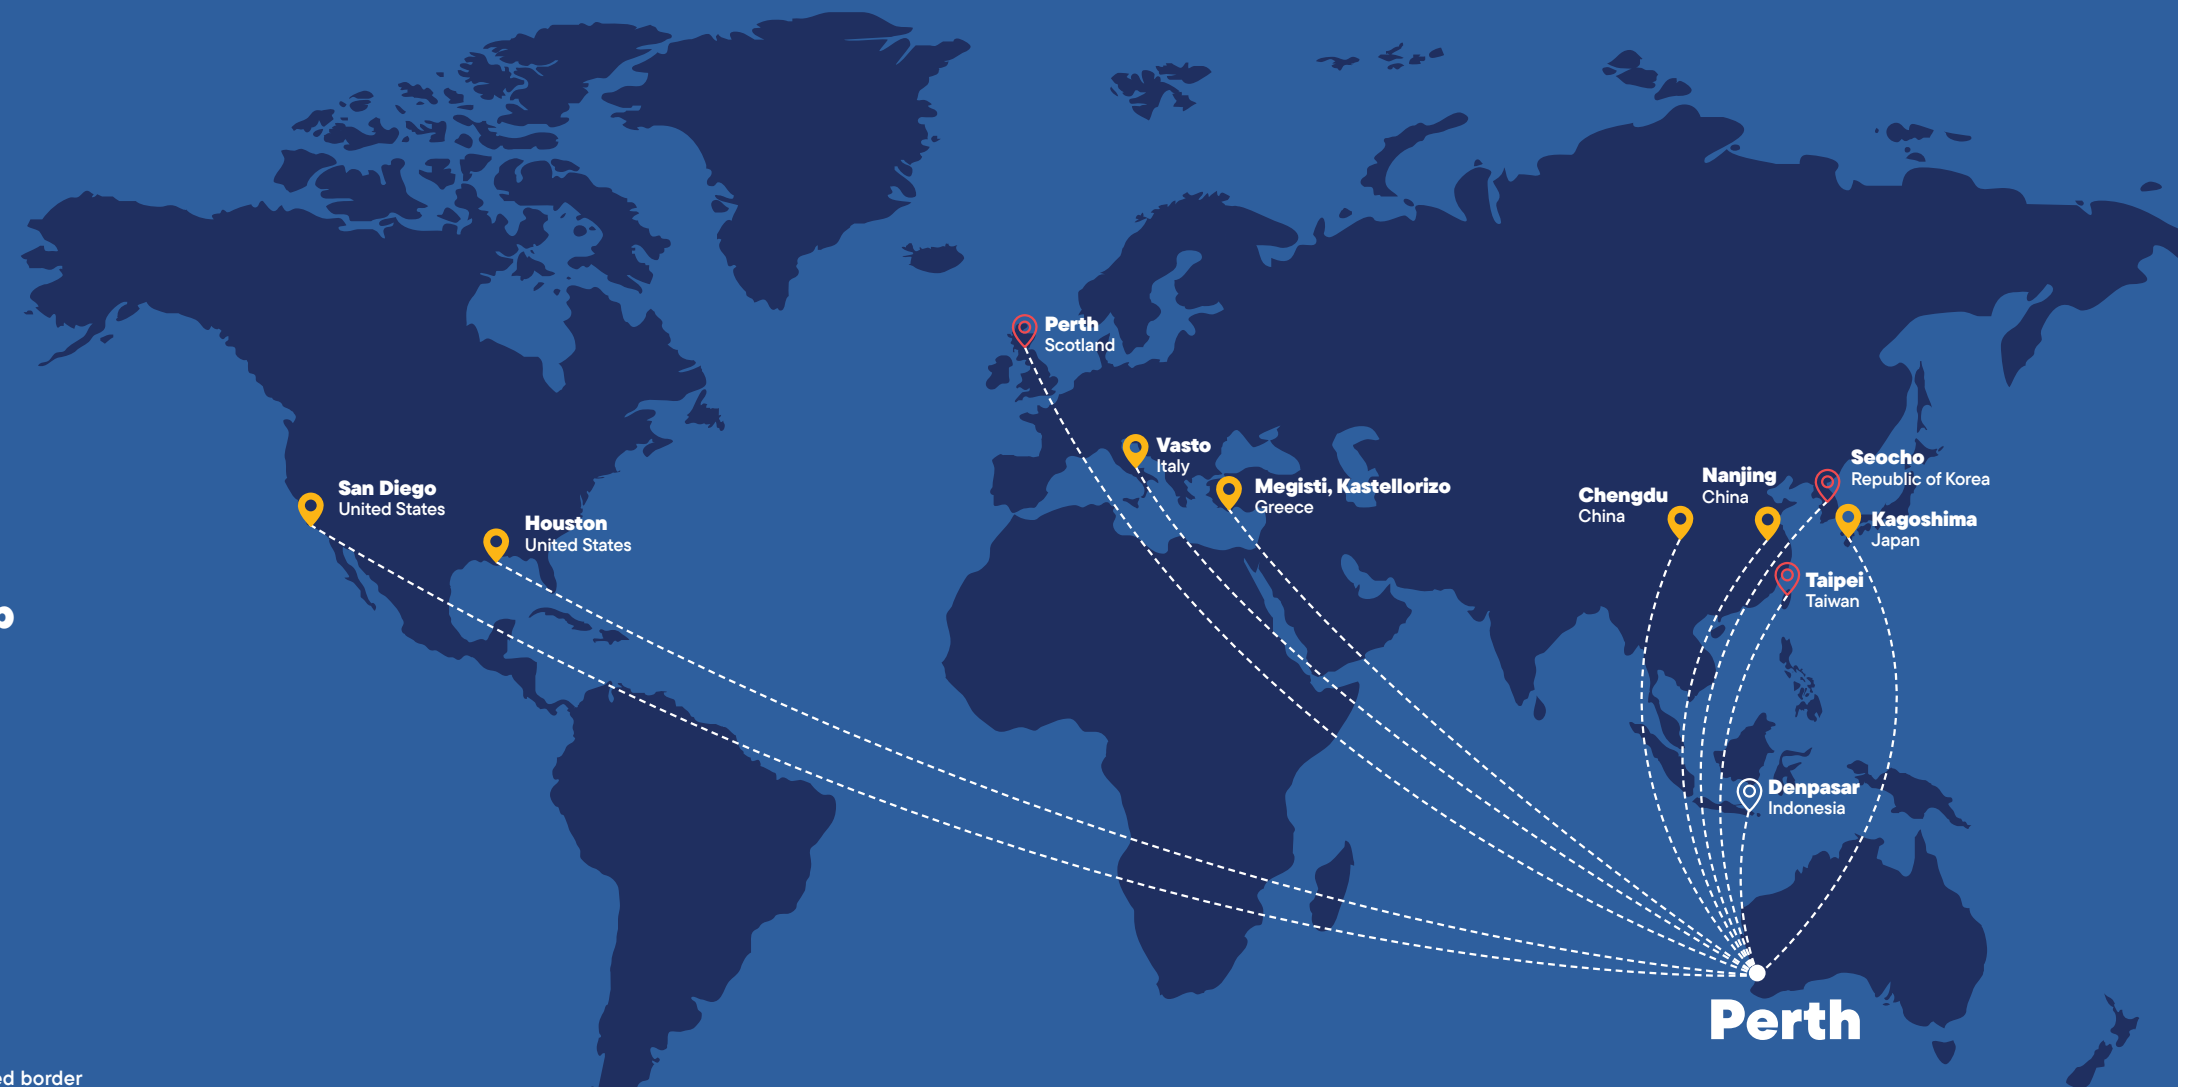 Perth
Scotland
Vasto
Italy
Megisti, Kastellorizo
Greece
San Diego
United States
Houston
United States
Chengdu
China
Nanjing
China
Seocho
Republic of Korea
Kagoshima
Japan
Taipei
Taiwan
Denpasar
Indonesia
Perth
ed border